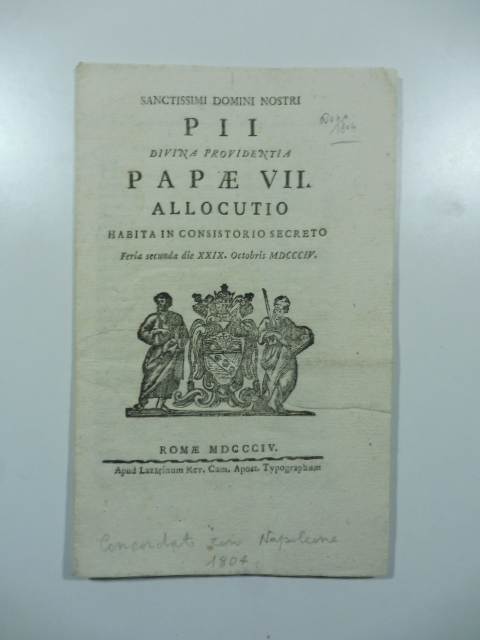 SANCTISSIMI DOMINI NOSTRI
PII
DIVINA PROVIDENTIA
PAPÆ VII.
ALLOCUTIO
HABITA IN CONSISTORIO SECRETO
Feria secunda die XXIX. Octobris MDCCCIV.
ROMÆ MDCCCIV.
Apud Lazarinum Rev. Cam. Apost. Typographum
Concordato con Napoleone
1804